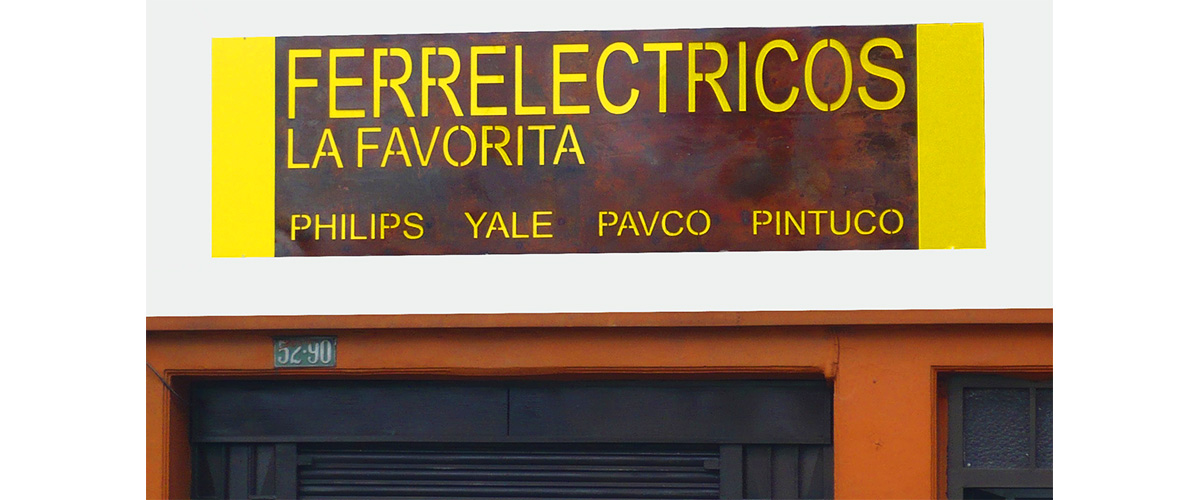 FERRELECTRICOS
LA FAVORITA
PHILIPS YALE PAVCO PINTUCO
52-90